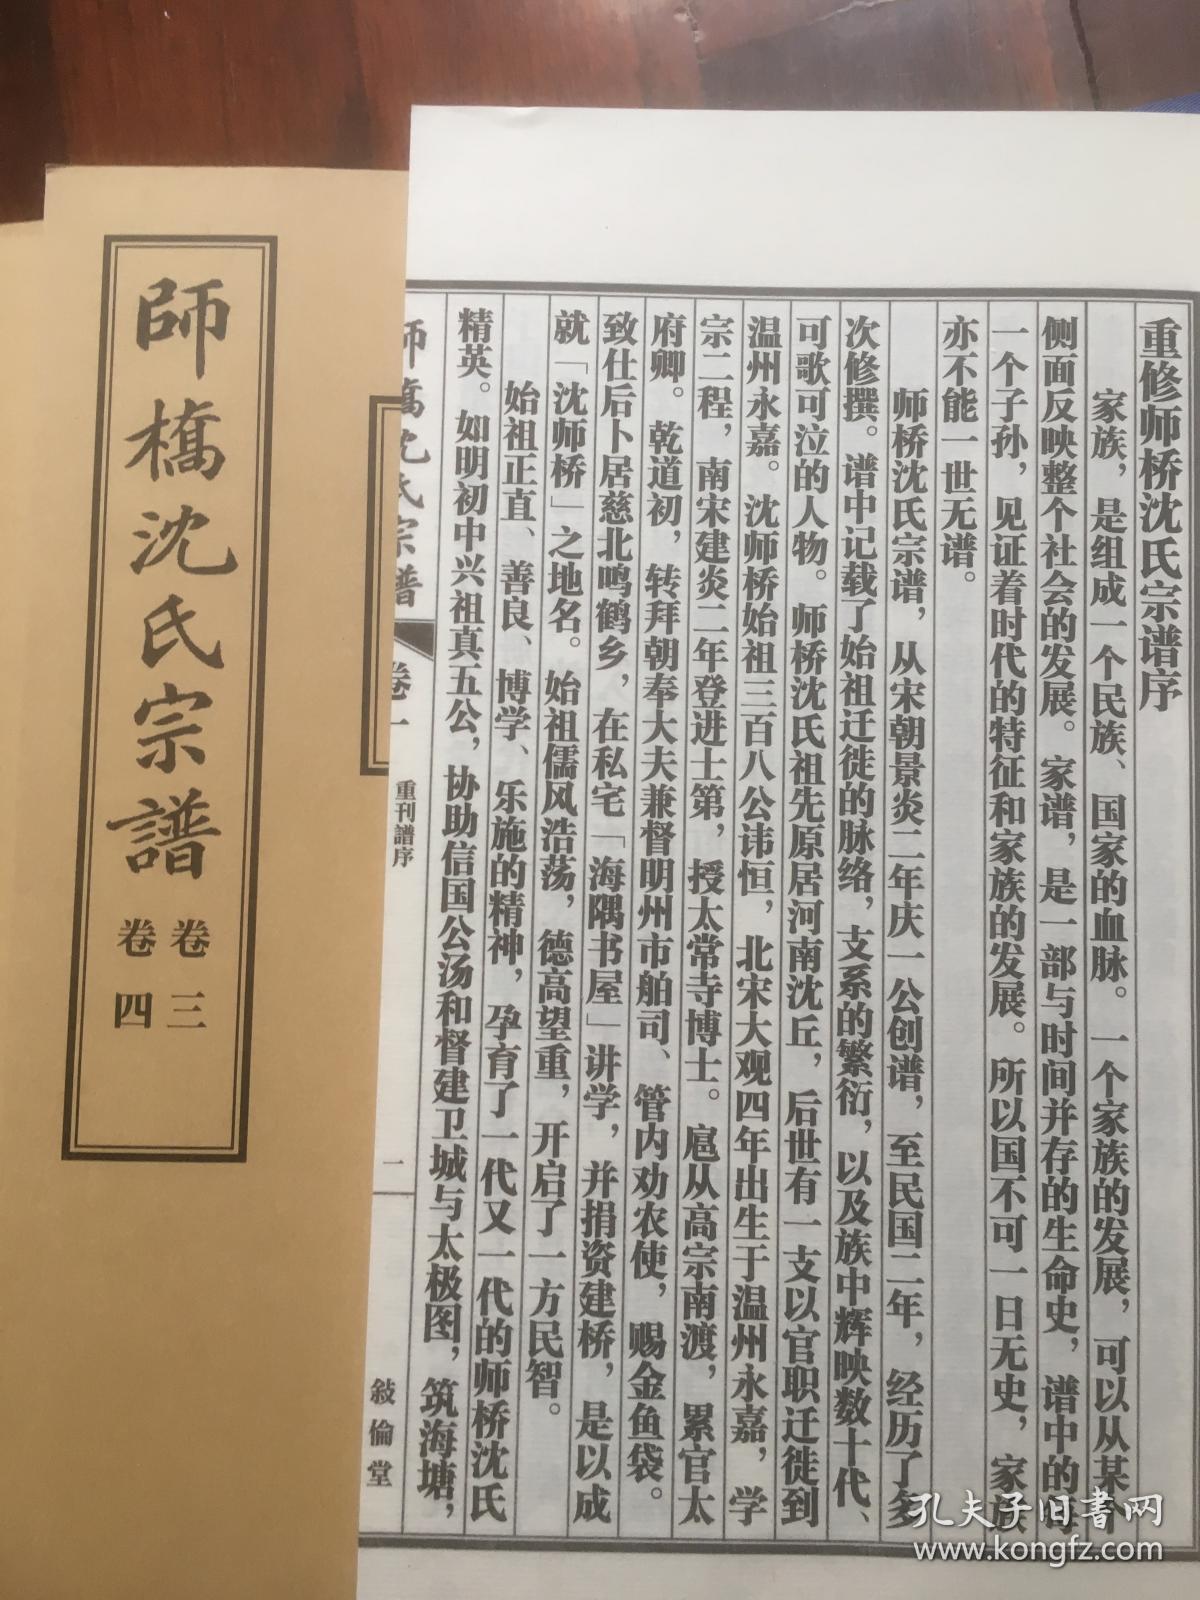 重修师桥沈氏宗谱序
家族，是组成一个民族、国家的血脉。一个家族的发展，可以从某个
侧面反映整个社会的发展。家谱，是一部与时间并存的生命史，谱中的每
一个子孙，见证着时代的特征和家族的发展。所以国不可一日无史，家族
亦不能一世无谱。
师桥沈氏宗谱，从宋朝景炎二年庆一公创谱，至民国二年，经历了多
次修撰。谱中记载了始祖迁徙的脉络，支系的繁衍，以及族中辉映数十代、
可歌可泣的人物。师桥沈氏祖先原居河南沈丘，后世有一支以官职迁徙到
温州永嘉。沈师桥始祖三百八公讳恒，北宋大观四年出生于温州永嘉，学
宗二程，南宋建炎二年登进士第，授太常寺博士。扈从高宗南渡，累官太
府卿。乾道初，转拜朝奉大夫兼督明州市舶司、管内劝农使，赐金鱼袋。
致仕后卜居慈北鸣鹤乡，在私宅「海隅书屋」讲学，并捐资建桥，是以成
就「沈师桥」之地名。始祖儒风浩荡，德高望重，开启了一方民智。
始祖正直、善良、博学、乐施的精神，孕育了一代又一代的师桥沈氏
精英。如明初中兴祖真五公，协助信国公汤和督建卫城与太极图，筑海塘，
师橋沈氏宗譜
卷一
重刊譜序
一
敍倫堂
師橋沈氏宗譜
卷三
卷四
孔夫子旧书网
www.kongfz.com